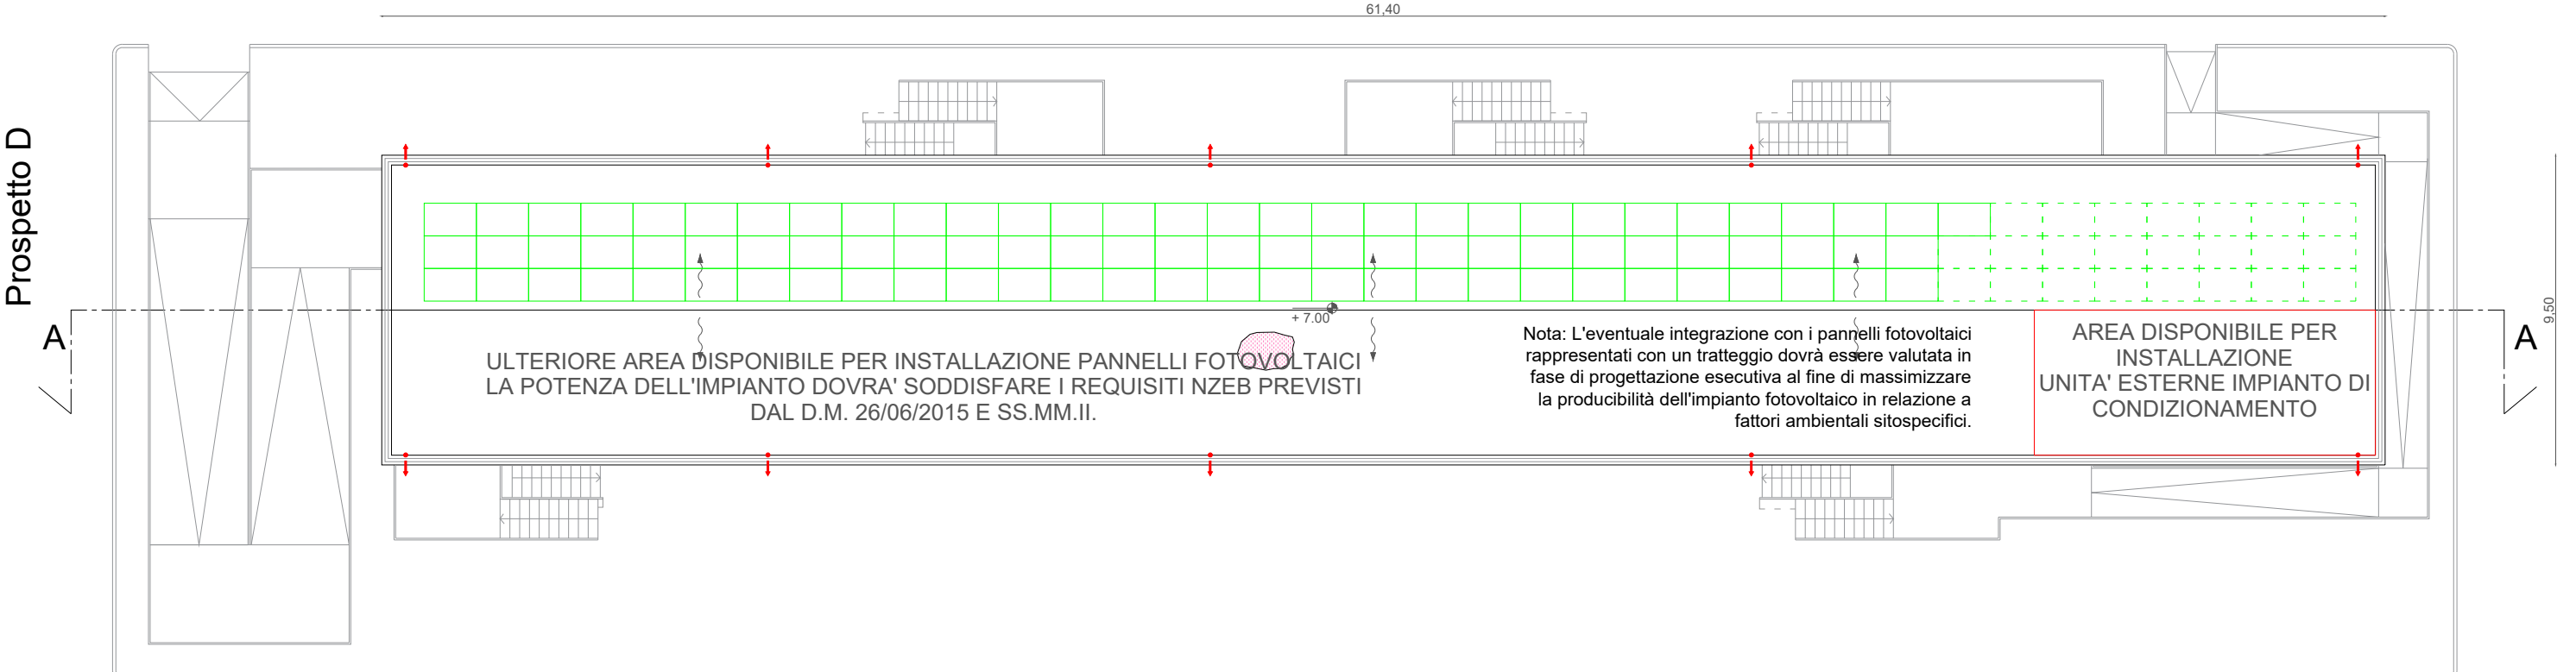 61,40
Prospetto D
9,50
+ 7.00
A
A
ULTERIORE AREA DISPONIBILE PER INSTALLAZIONE PANNELLI FOTOVOLTAICI
LA POTENZA DELL'IMPIANTO DOVRA' SODDISFARE I REQUISITI NZEB PREVISTI
DAL D.M. 26/06/2015 E SS.MM.II.
Nota: L'eventuale integrazione con i pannelli fotovoltaici
rappresentati con un tratteggio dovrà essere valutata in
fase di progettazione esecutiva al fine di massimizzare
la producibilità dell'impianto fotovoltaico in relazione a
fattori ambientali sitospecifici.
AREA DISPONIBILE PER
INSTALLAZIONE
UNITA' ESTERNE IMPIANTO DI
CONDIZIONAMENTO